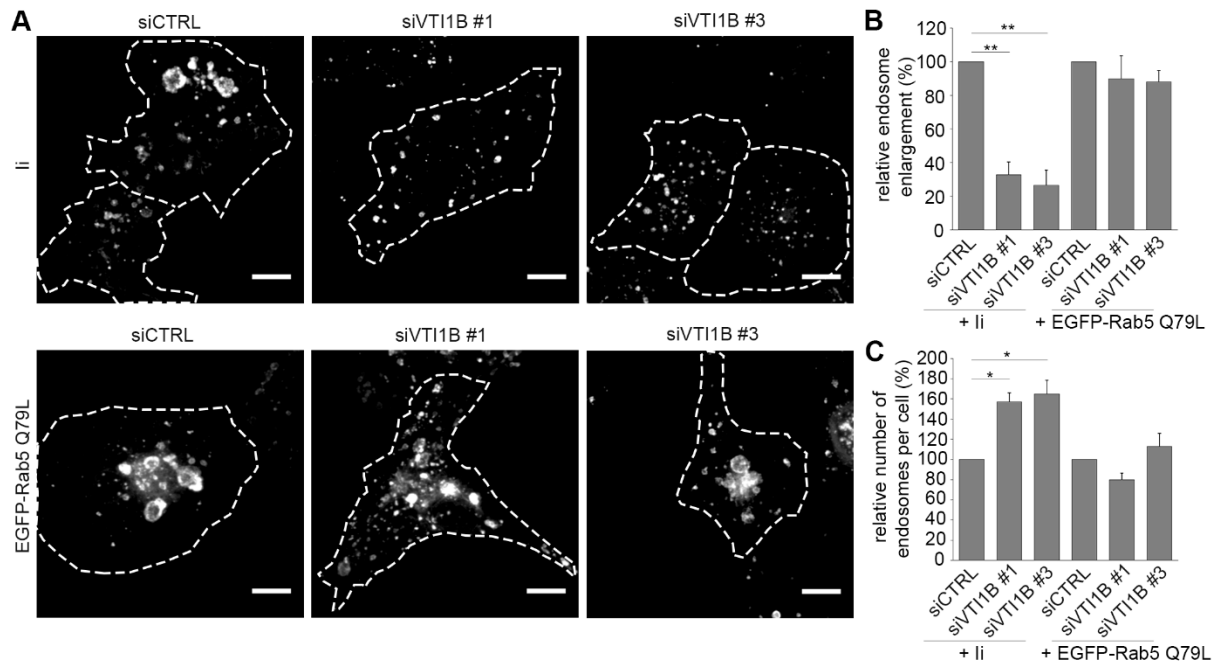 A
siCTRL
siVTI1B #1
siVTI1B #3
Ii
siCTRL
siVTI1B #1
siVTI1B #3
EGFP-Rab5 Q79L
B
relative endosome
enlargement (%)
120
100
80
60
40
20
0
**
**
siCTRL
siVTI1B #1
siVTI1B #3
siCTRL
siVTI1B #1
siVTI1B #3
+ Ii
+ EGFP-Rab5 Q79L
C
relative number of
endosomes per cell (%)
200
180
160
140
120
100
80
60
40
20
0
*
*
siCTRL
siVTI1B #1
siVTI1B #3
siCTRL
siVTI1B #1
siVTI1B #3
+ Ii
+ EGFP-Rab5 Q79L